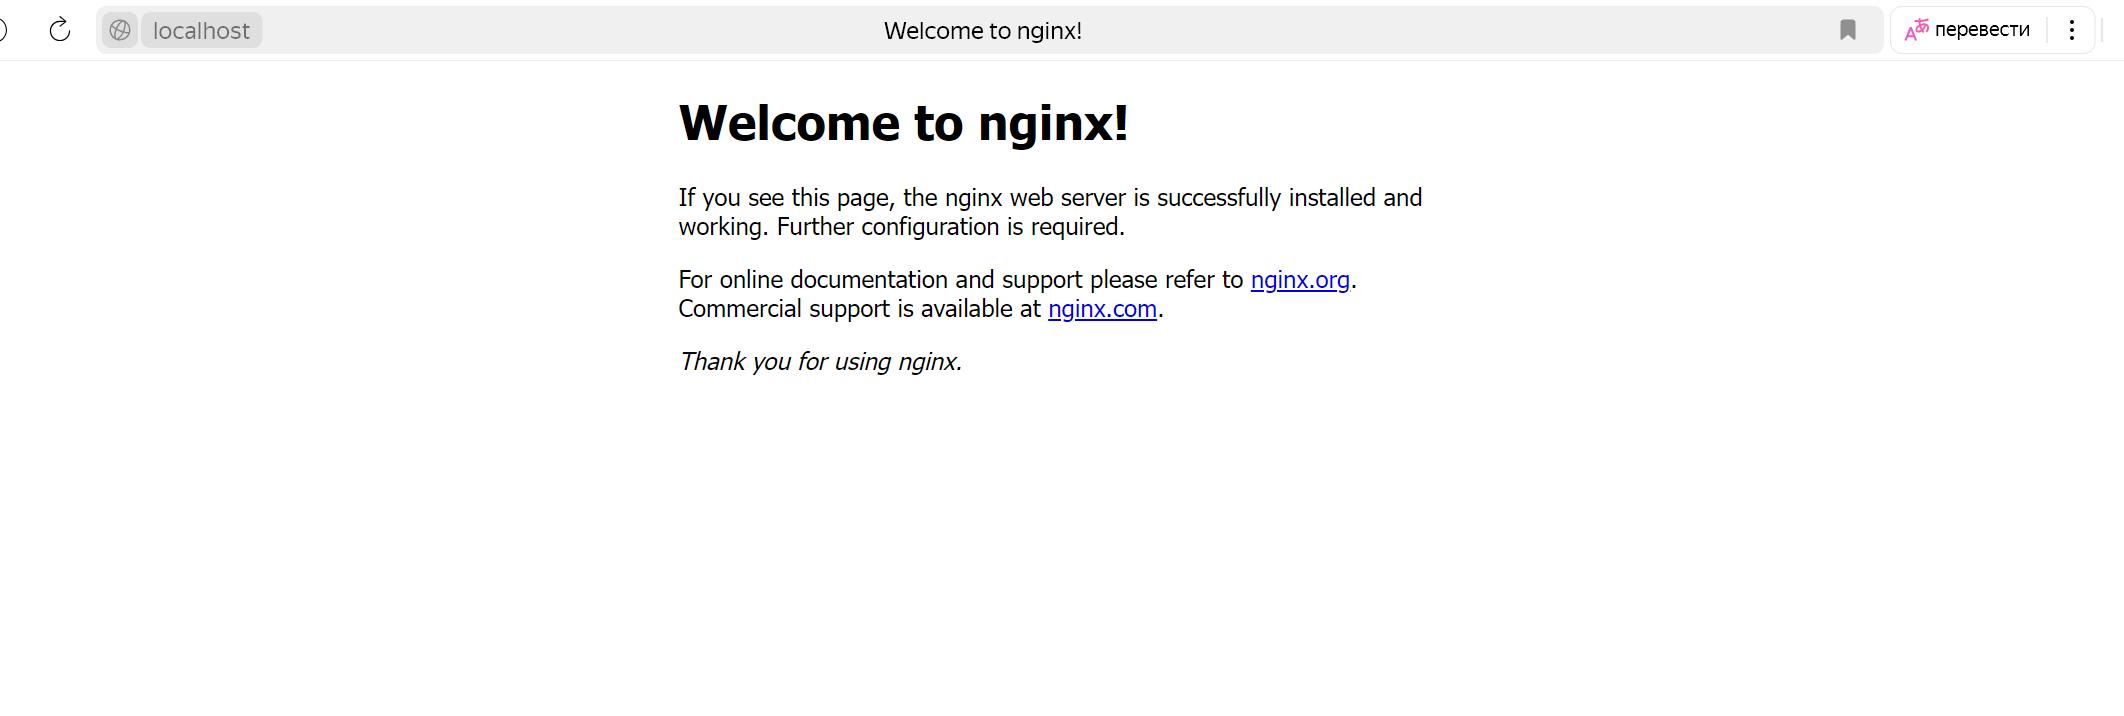 localhost
Welcome to nginx!
перевести
Welcome to nginx!
If you see this page, the nginx web server is successfully installed and
working. Further configuration is required.
For online documentation and support please refer to nginx.org.
Commercial support is available at nginx.com.
Thank you for using nginx.